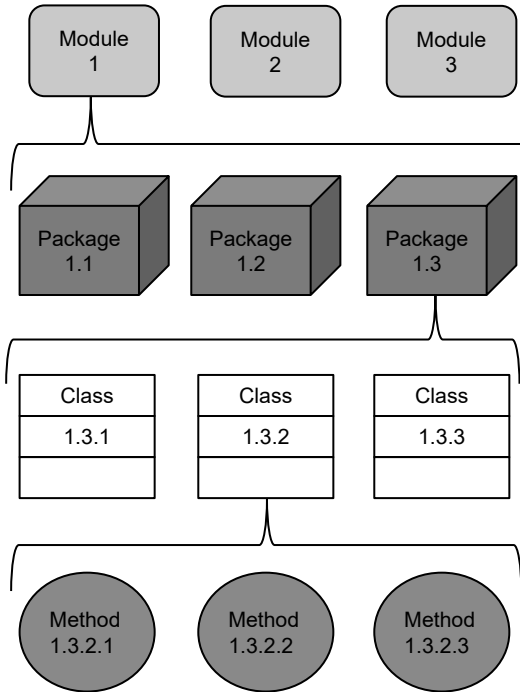 Module
1
Module
2
Module
3
Package
1.1
Package
1.2
Package
1.3
Class
1.3.1
Class
1.3.2
Class
1.3.3
Method
1.3.2.1
Method
1.3.2.2
Method
1.3.2.3